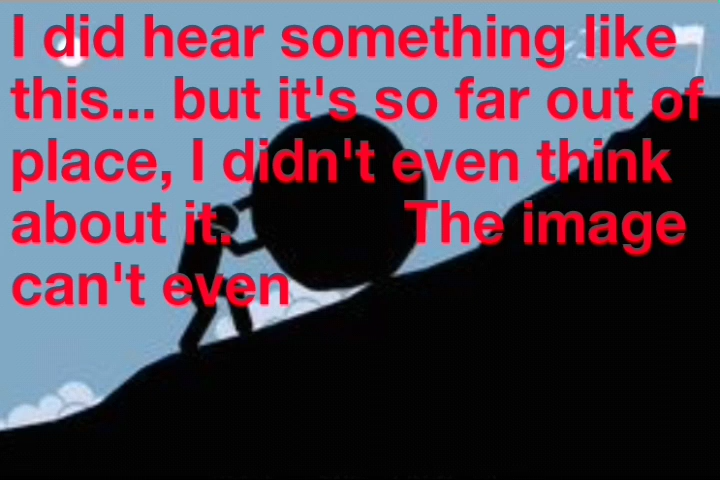 I did hear something like
this... but it's so far out of
place, I didn't even think
about it. The image
can't even